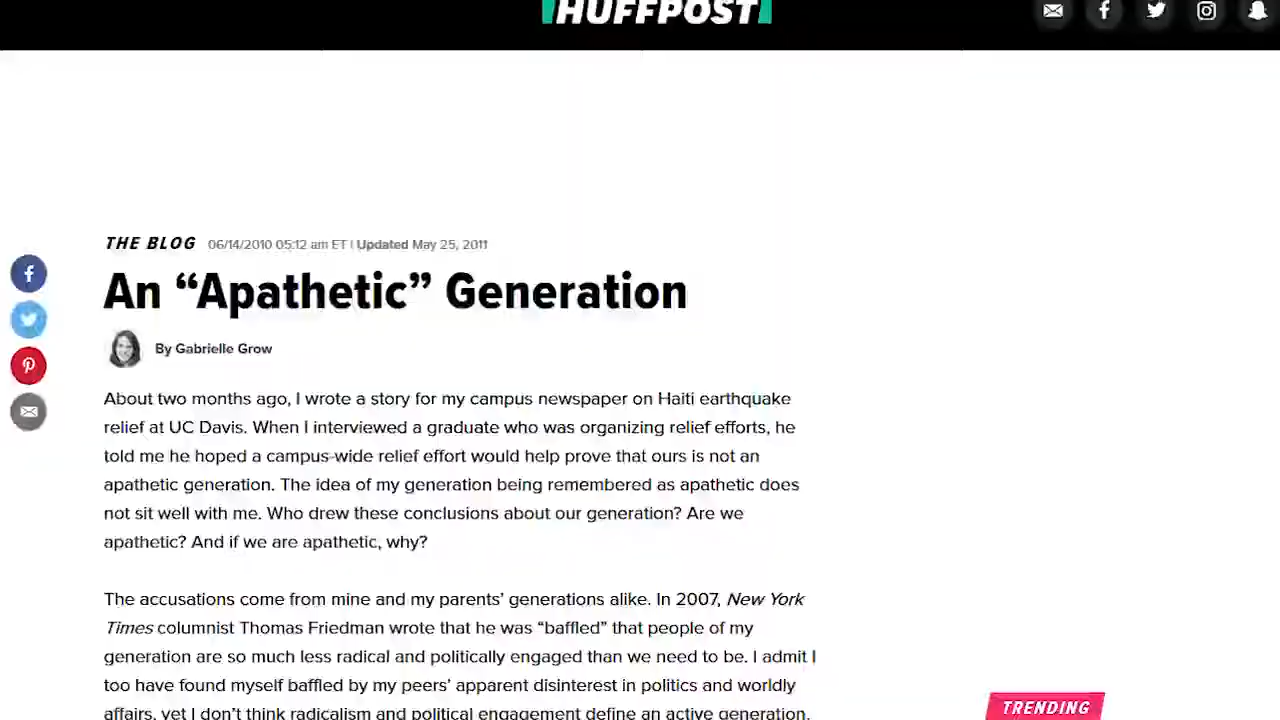 HUFFPOST
THE BLOG 06/14/2010 05:12 am ET | Updated May 25, 2011
An “Apathetic” Generation
By Gabrielle Grow
About two months ago, I wrote a story for my campus newspaper on Haiti earthquake
relief at UC Davis. When I interviewed a graduate who was organizing relief efforts, he
told me he hoped a campus-wide relief effort would help prove that ours is not an
apathetic generation. The idea of my generation being remembered as apathetic does
not sit well with me. Who drew these conclusions about our generation? Are we
apathetic? And if we are apathetic, why?
The accusations come from mine and my parents’ generations alike. In 2007, New York
Times columnist Thomas Friedman wrote that he was “baffled” that people of my
generation are so much less radical and politically engaged than we need to be. I admit I
too have found myself baffled by my peers’ apparent disinterest in politics and worldly
affairs, yet I don’t think radicalism and political engagement define an active generation.
TRENDING